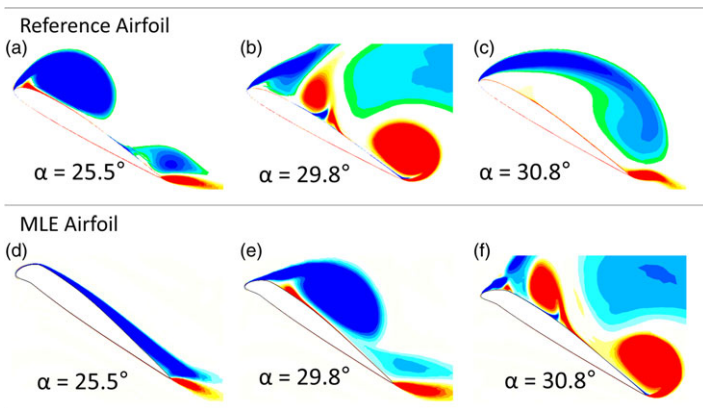 Reference Airfoil
(a) (b) (c)
α = 25.5° α = 29.8° α = 30.8°
MLE Airfoil
(d) (e) (f)
α = 25.5° α = 29.8° α = 30.8°